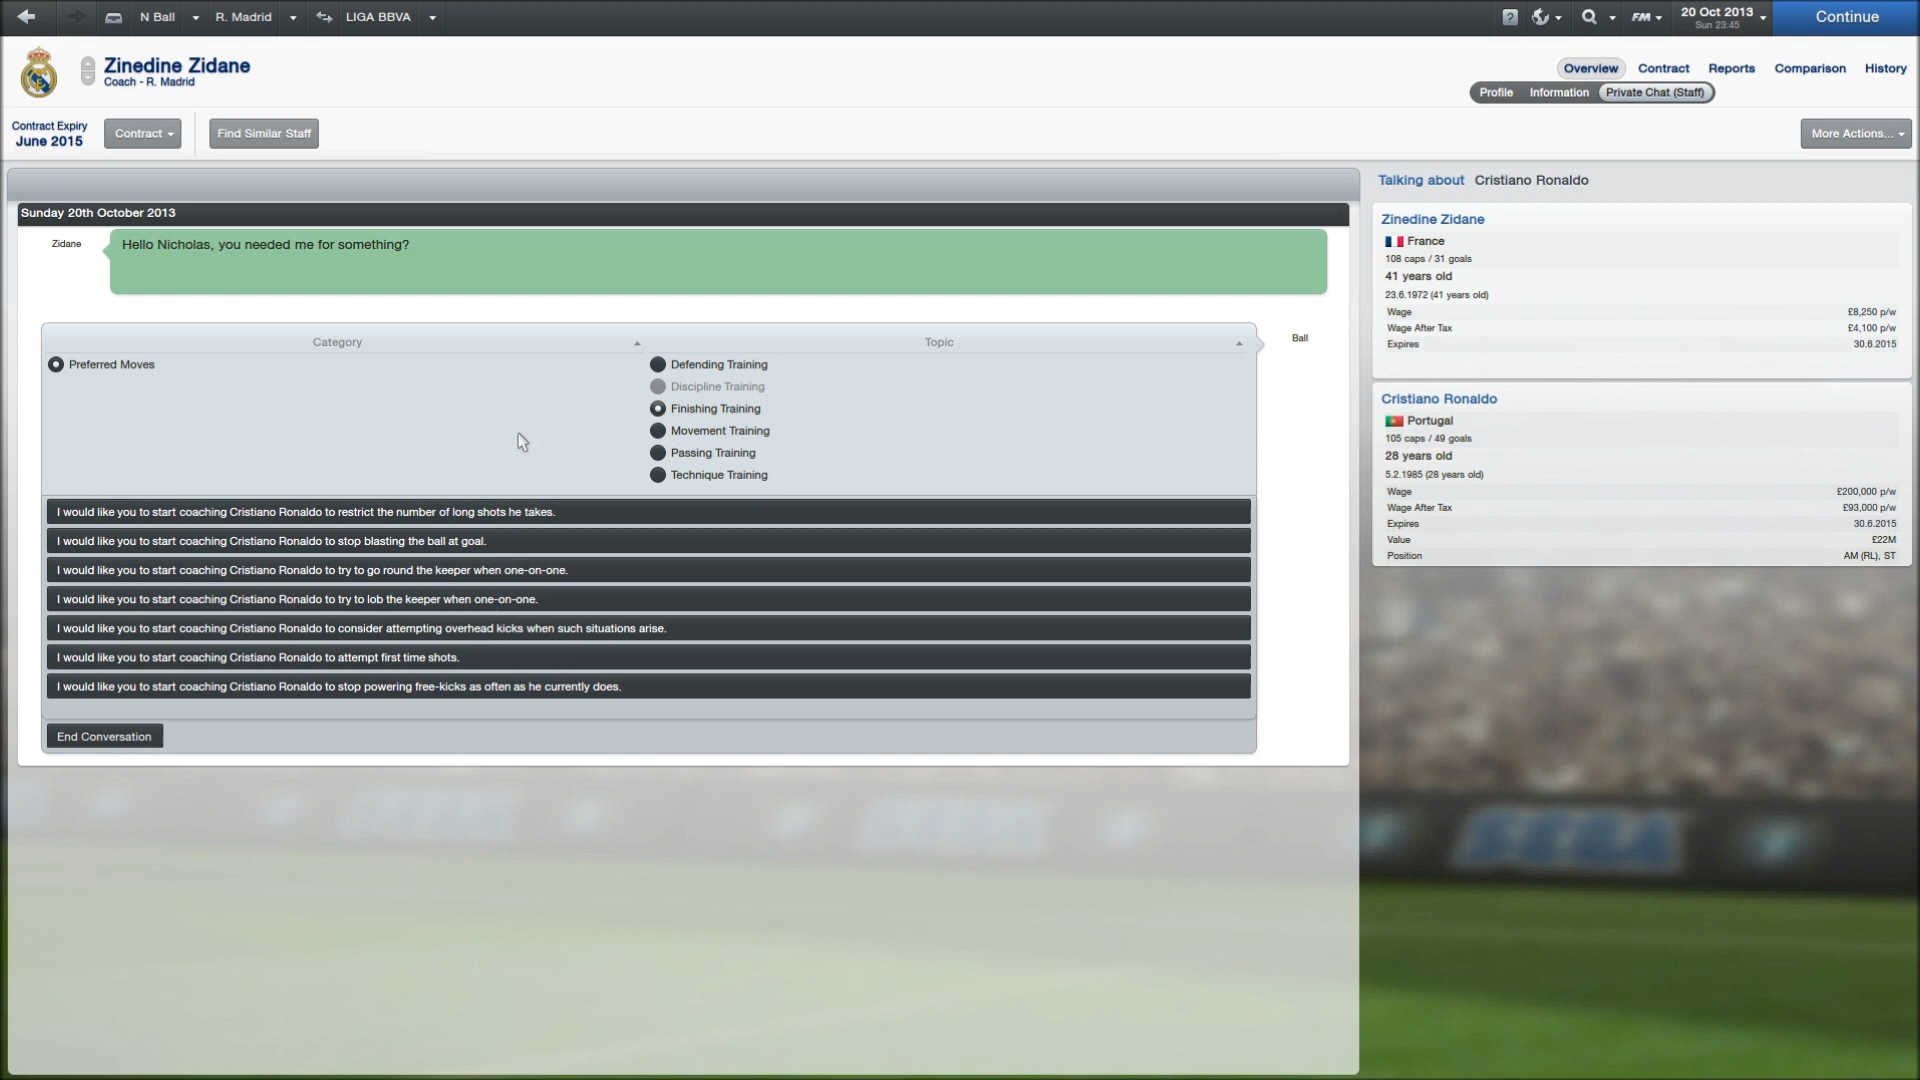 N Ball
R. Madrid
LIGA BBVA
?
FM
20 Oct 2013
Sun 23:45
Continue
Zinedine Zidane
Coach - R. Madrid
Overview
Contract
Reports
Comparison
History
Profile
Information
Private Chat (Staff)
Contract Expiry
June 2015
Contract
Find Similar Staff
More Actions...
Sunday 20th October 2013
Zidane
Hello Nicholas, you needed me for something?
Category
Topic
Ball
Preferred Moves
Defending Training
Discipline Training
Finishing Training
Movement Training
Passing Training
Technique Training
I would like you to start coaching Cristiano Ronaldo to restrict the number of long shots he takes.
I would like you to start coaching Cristiano Ronaldo to stop blasting the ball at goal.
I would like you to start coaching Cristiano Ronaldo to try to go round the keeper when one-on-one.
I would like you to start coaching Cristiano Ronaldo to try to lob the keeper when one-on-one.
I would like you to start coaching Cristiano Ronaldo to consider attempting overhead kicks when such situations arise.
I would like you to start coaching Cristiano Ronaldo to attempt first time shots.
I would like you to start coaching Cristiano Ronaldo to stop powering free-kicks as often as he currently does.
End Conversation
Talking about Cristiano Ronaldo
Zinedine Zidane
France
108 caps / 31 goals
41 years old
23.6.1972 (41 years old)
Wage £8,250 p/w
Wage After Tax £4,100 p/w
Expires 30.6.2015
Cristiano Ronaldo
Portugal
105 caps / 49 goals
28 years old
5.2.1985 (28 years old)
Wage £200,000 p/w
Wage After Tax £93,000 p/w
Expires 30.6.2015
Value £22M
Position AM (RL), ST
SEGA